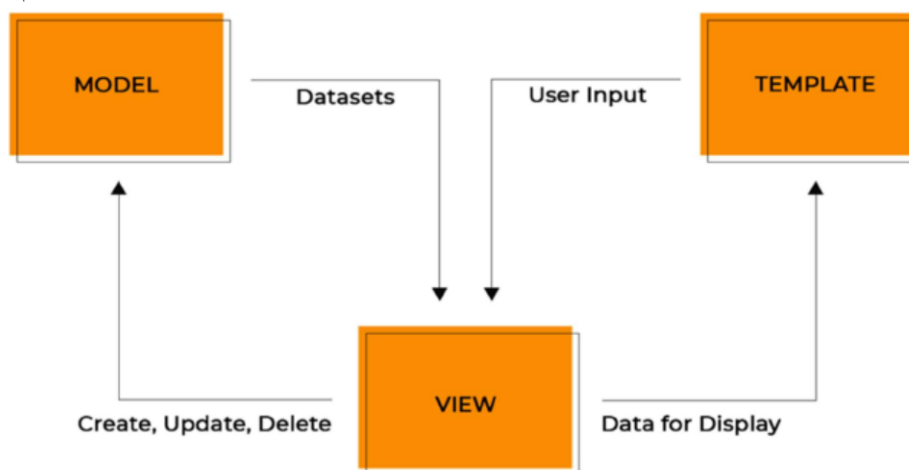 MODEL
Datasets
User Input
TEMPLATE
Create, Update, Delete
VIEW
Data for Display